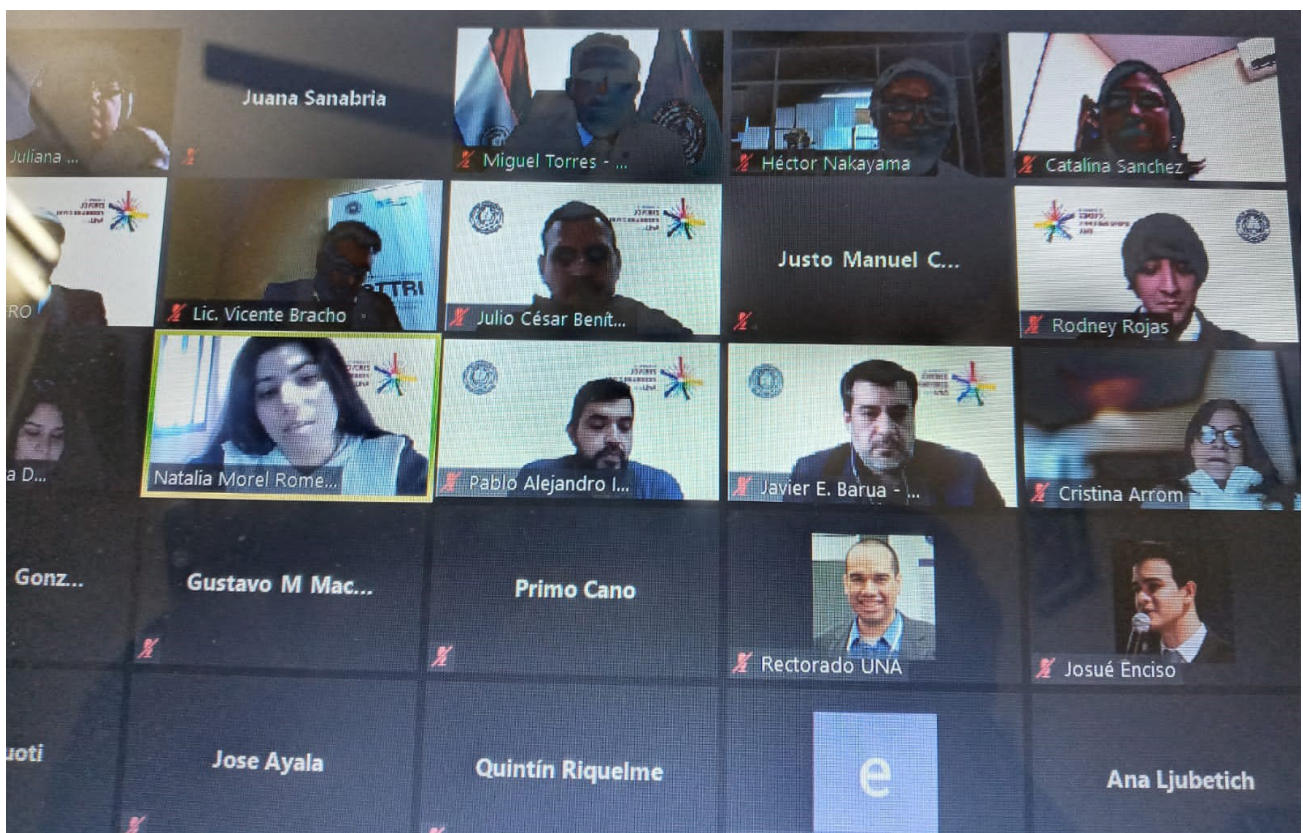 Juliana ...
Juana Sanabria
Miguel Torres - ...
Héctor Nakayama
Catalina Sanchez
RO
Lic. Vicente Bracho
TTRI
Julio César Benít...
Justo Manuel C...
Rodney Rojas
a D...
Natalia Morel Rome...
Pablo Alejandro I...
Javier E. Barua - ...
Cristina Arrom
Gonz...
Gustavo M Mac...
Primo Cano
Rectorado UNA
Josué Enciso
uoti
Jose Ayala
Quintín Riquelme
e
Ana Ljubetich